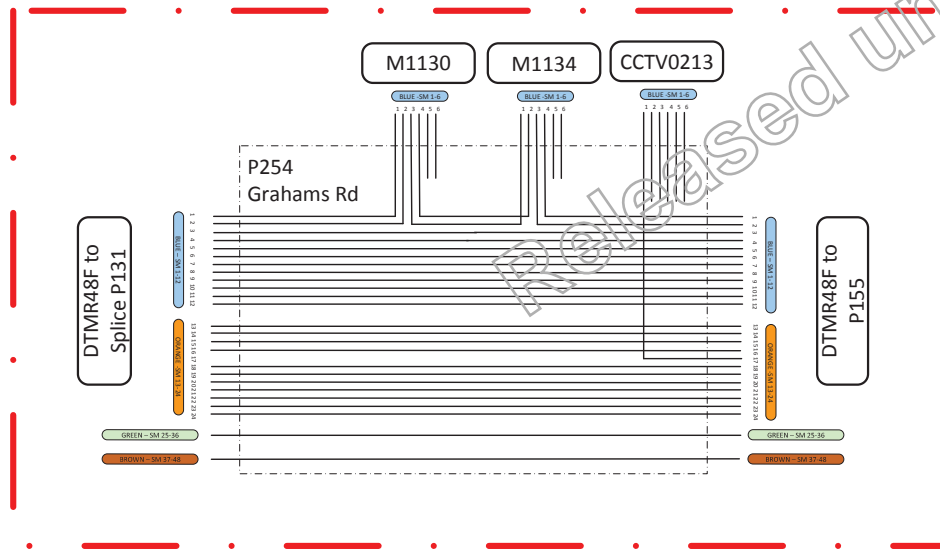 M1130
M1134
CCTV0213
BLUE -SM 1-6
BLUE -SM 1-6
BLUE -SM 1-6
1 2 3 4 5 6
1 2 3 4 5 6
1 2 3 4 5 6
Released un
P254
Grahams Rd
DTMR48F to
Splice P131
BLUE – SM 1-12
1 2 3 4 5 6 7 8 9 10 11 12
ORANGE -SM 13-24
13 14 15 16 17 18 19 20 21 22 23 24
GREEN – SM 25-36
BROWN – SM 37-48
1 2 3 4 5 6 7 8 9 10 11 12
BLUE – SM 1-12
13 14 15 16 17 18 19 20 21 22 23 24
ORANGE -SM 13-24
DTMR48F to
P155
GREEN – SM 25-36
BROWN – SM 37-48